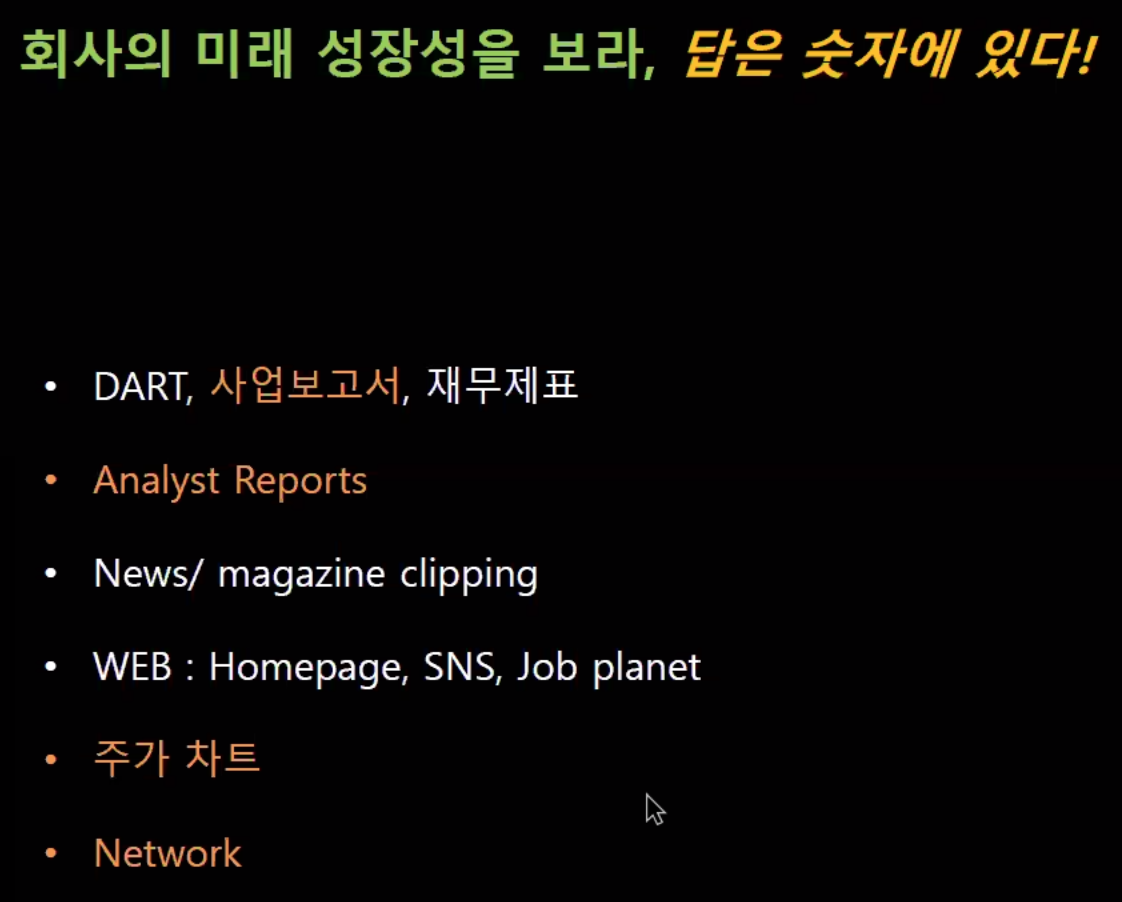 회사의 미래 성장성을 보라, 답은 숫자에 있다!
• DART, 사업보고서, 재무제표
• Analyst Reports
• News/ magazine clipping
• WEB : Homepage, SNS, Job planet
• 주가 차트
• Network